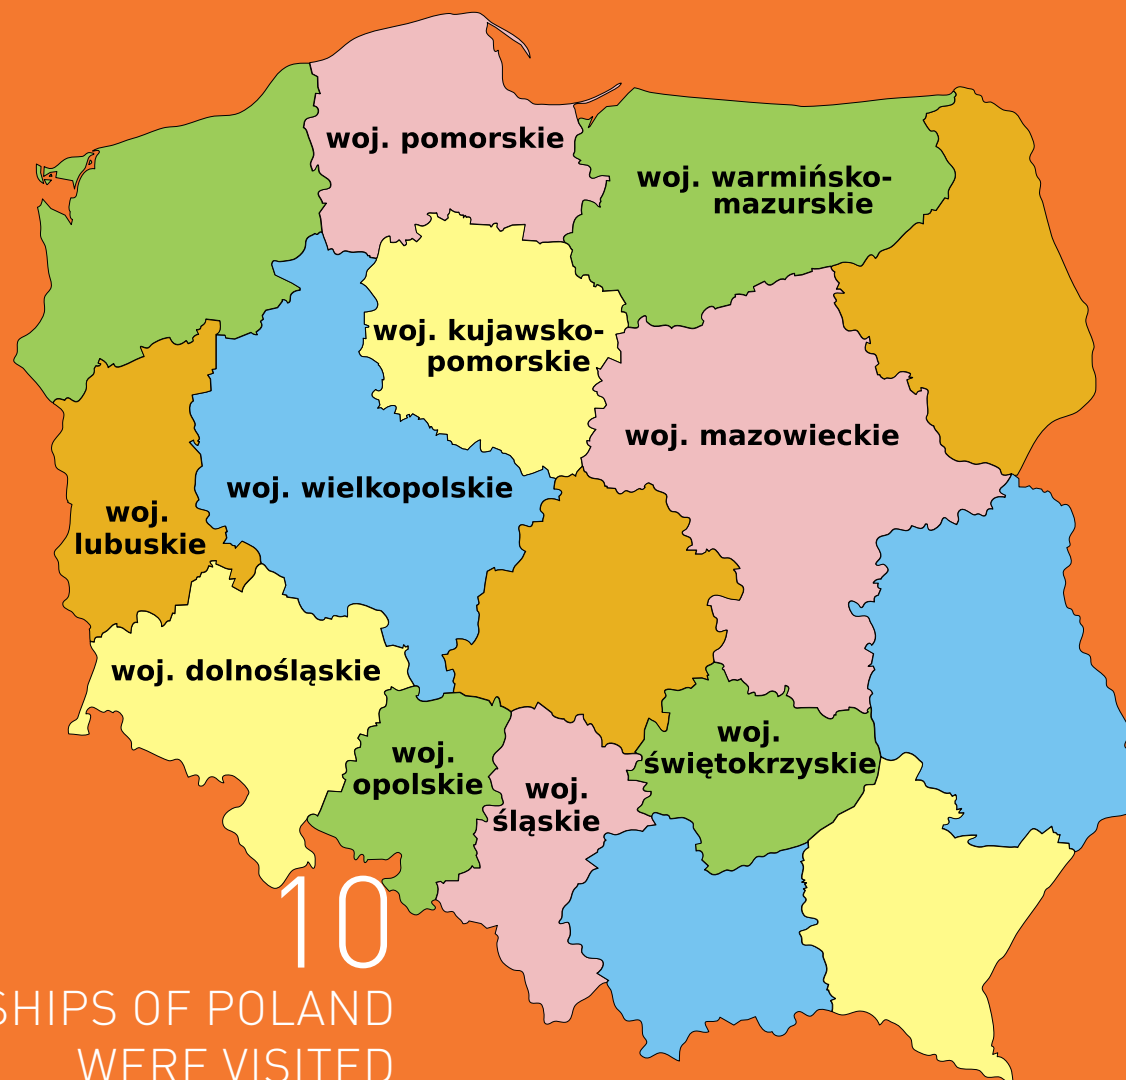 woj. pomorskie
woj. warmińsko-
mazurskie
woj. kujawsko-
pomorskie
woj. mazowieckie
woj. wielkopolskie
woj.
lubuskie
woj. dolnośląskie
woj.
opolskie
woj.
śląskie
woj.
świętokrzyskie
10
SHIPS OF POLAND
WERE VISITED